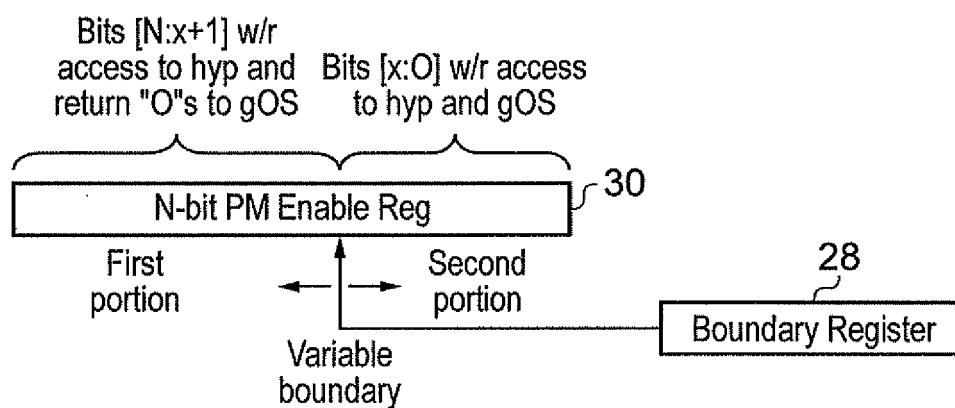 Bits [N:x+1] w/r
access to hyp and
return "O"s to gOS
Bits [x:O] w/r access
to hyp and gOS
N-bit PM Enable Reg
30
First
portion
Second
portion
28
Boundary Register
Variable
boundary